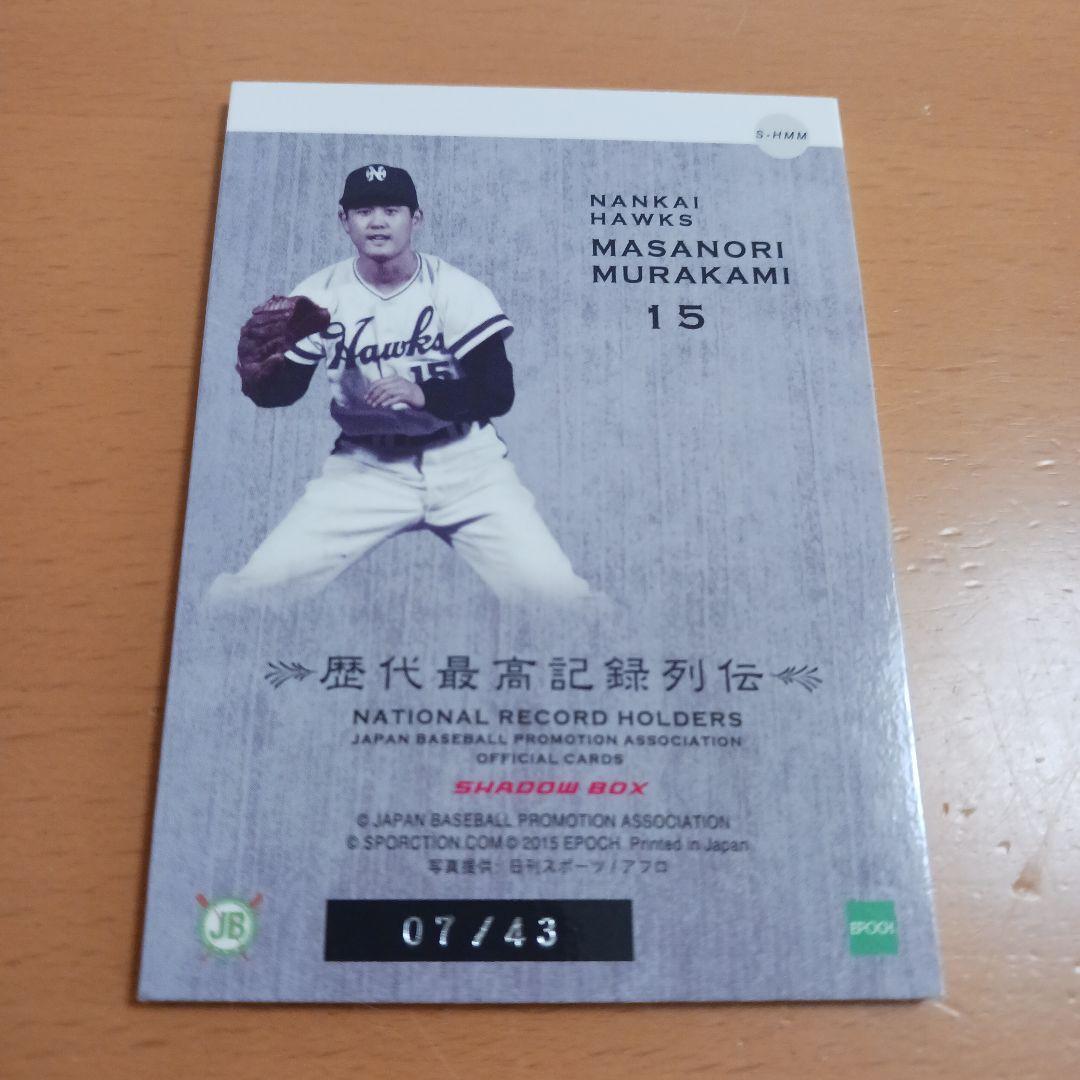 S-HMM
NANKAI
HAWKS
MASANORI
MURAKAMI
15
N
Hawks
15
歴代最高記録列伝
NATIONAL RECORD HOLDERS
JAPAN BASEBALL PROMOTION ASSOCIATION
OFFICIAL CARDS
SHADOW BOX
© JAPAN BASEBALL PROMOTION ASSOCIATION
© SPORCTION.COM © 2015 EPOCH. Printed in Japan
写真提供: 日刊スポーツ / アフロ
JB
07/43
EPOCH